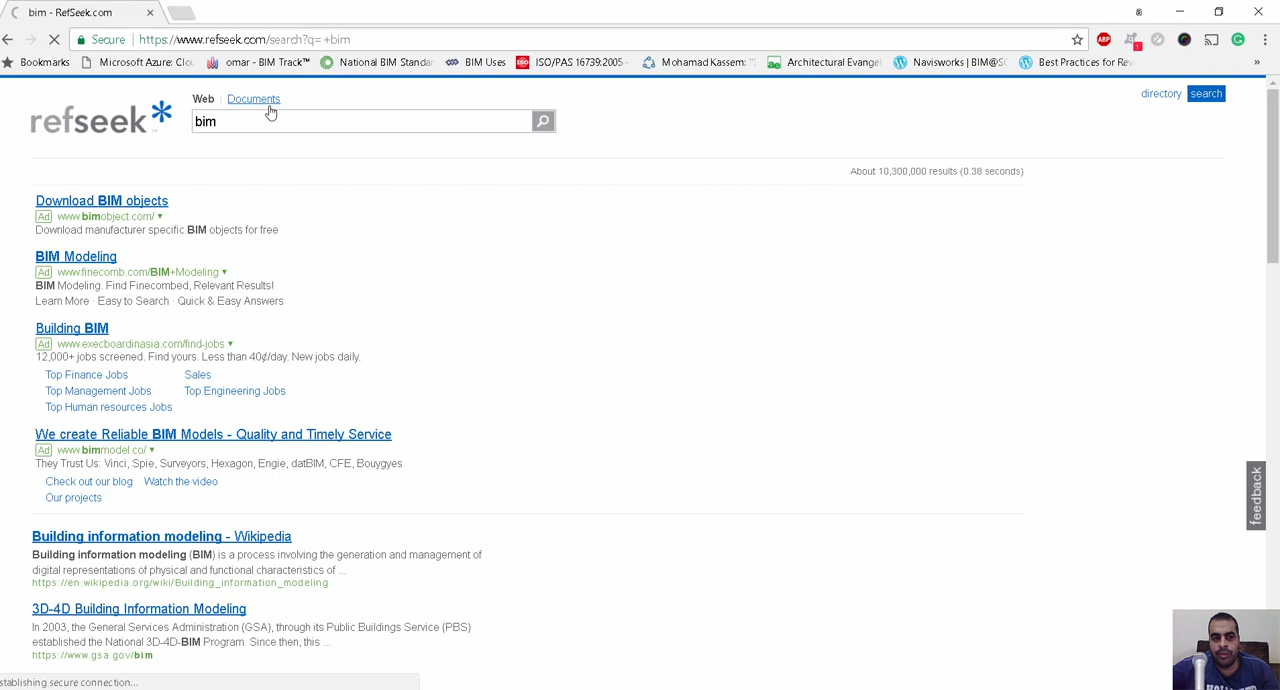 bim - RefSeek.com
Secure
https://www.refseek.com/search?q= +bim
Bookmarks
Microsoft Azure: Clou
omar - BIM Track™
National BIM Standar
BIM Uses
ISO/PAS 16739:2005 -
Mohamad Kassem: "
Architectural Evange
Navisworks | BIM@S
Best Practices for Re
»
ABP
1
refseek*
Web
Documents
directory
search
bim
About 10,300,000 results (0.38 seconds)
Download BIM objects
Ad www.bimobject.com/
Download manufacturer specific BIM objects for free
BIM Modeling
Ad www.finecomb.com/BIM+Modeling
BIM Modeling. Find Finecombed, Relevant Results!
Learn More · Easy to Search · Quick & Easy Answers
Building BIM
Ad www.execboardinasia.com/find-jobs
12,000+ jobs screened. Find yours. Less than 40¢/day. New jobs daily.
Top Finance Jobs Sales
Top Management Jobs Top Engineering Jobs
Top Human resources Jobs
We create Reliable BIM Models - Quality and Timely Service
Ad www.bimmodel.co/
They Trust Us: Vinci, Spie, Surveyors, Hexagon, Engie, datBIM, CFE, Bouygyes
Check out our blog Watch the video
Our projects
feedback
Building information modeling - Wikipedia
Building information modeling (BIM) is a process involving the generation and management of
digital representations of physical and functional characteristics of ...
https://en.wikipedia.org/wiki/Building_information_modeling
3D-4D Building Information Modeling
In 2003, the General Services Administration (GSA), through its Public Buildings Service (PBS)
established the National 3D-4D-BIM Program. Since then, this ...
https://www.gsa.gov/bim
stablishing secure connection...